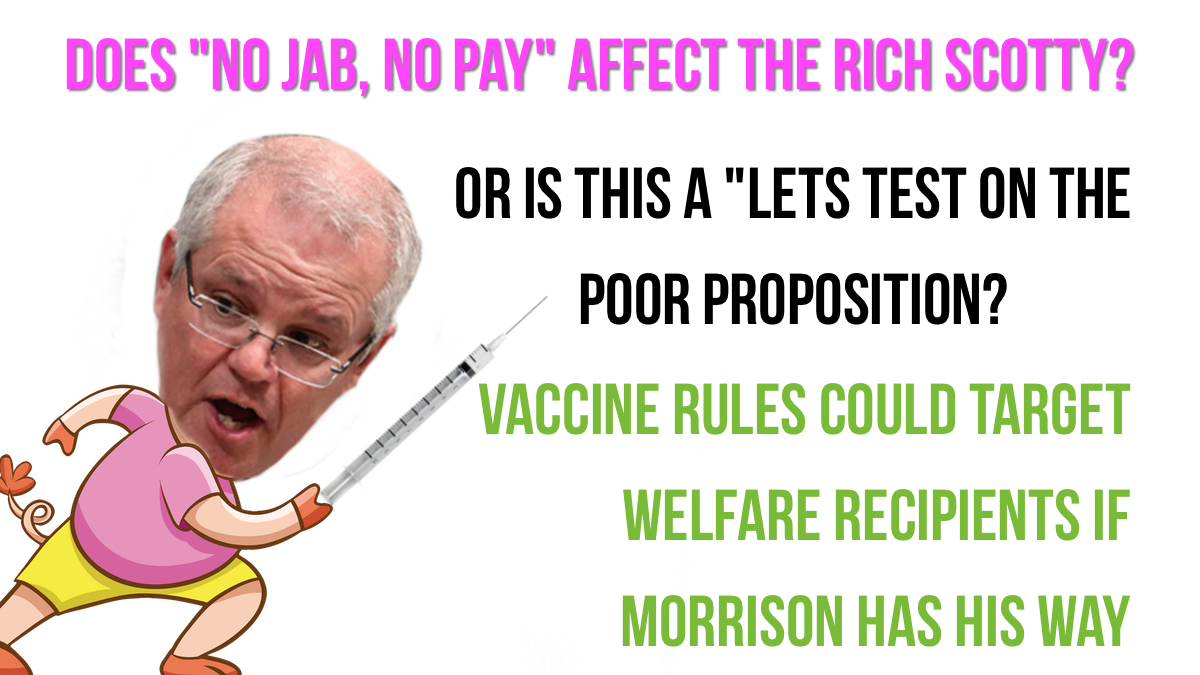 DOES "NO JAB, NO PAY" AFFECT THE RICH SCOTTY?
OR IS THIS A "LETS TEST ON THE
POOR PROPOSITION?
VACCINE RULES COULD TARGET
WELFARE RECIPIENTS IF
MORRISON HAS HIS WAY